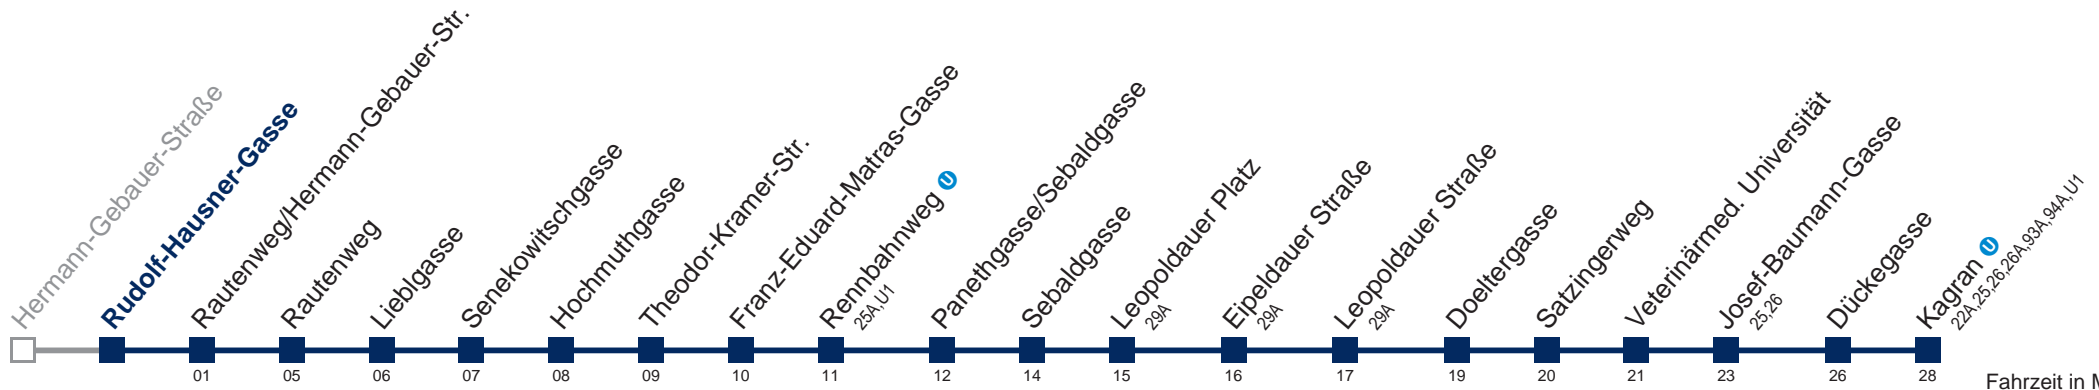 Hermann-Gebauer-Straße
Rudolf-Hausner-Gasse
Rautenweg/Hermann-Gebauer-Str.
Rautenweg
Lieblgasse
Senekowitschgasse
Hochmuthgasse
Theodor-Kramer-Str.
Franz-Eduard-Matras-Gasse
Rennbahnweg U
25A,U1
Panethgasse/Sebaldgasse
Sebaldgasse
Leopoldauer Platz
29A
Eipeldauer Straße
29A
Leopoldauer Straße
29A
Doeltergasse
Satzingerweg
Veterinärmed. Universität
Josef-Baumann-Gasse
25,26
Dückegasse
Kagran U
22A,25,26,26A,93A,94A,U1
01 05 06 07 08 09 10 11 12 14 15 16 17 19 20 21 23 26 28
Fahrzeit in